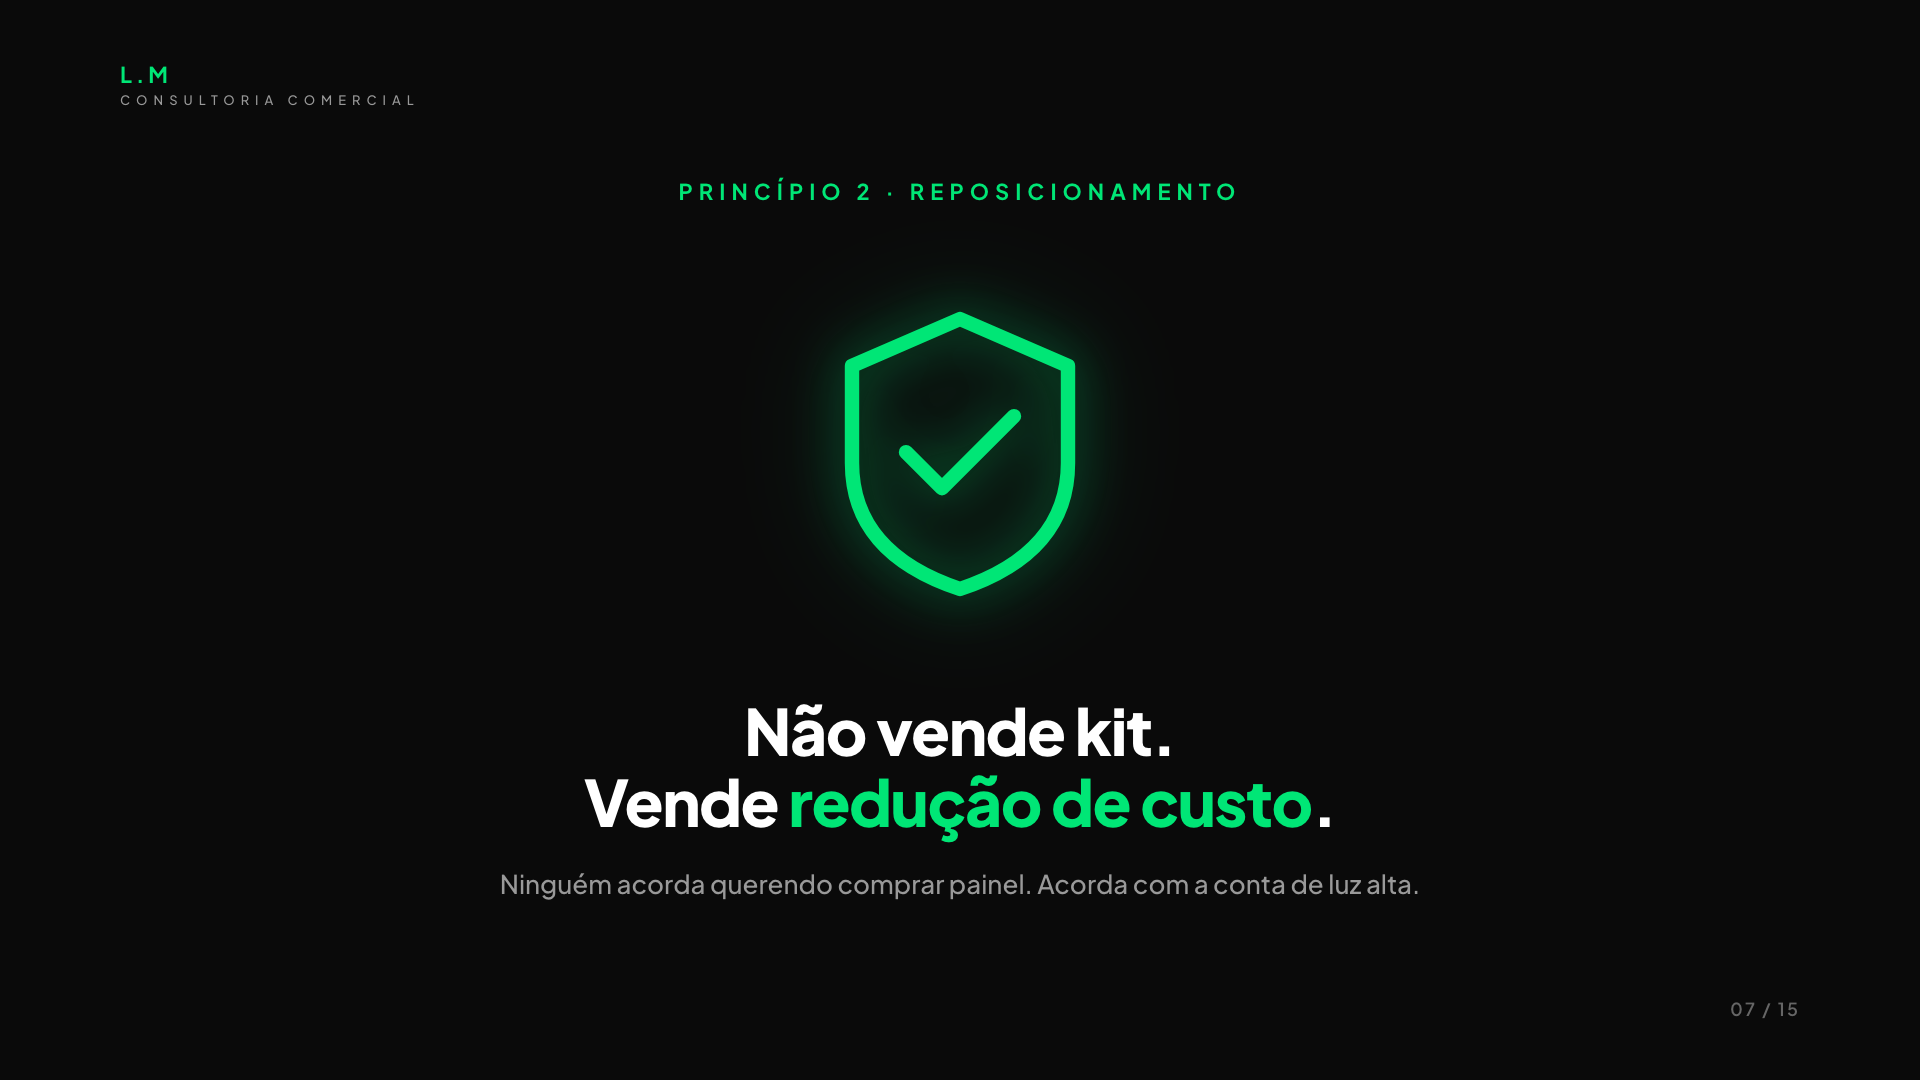 L.M
CONSULTORIA COMERCIAL
PRINCÍPIO 2 · REPOSICIONAMENTO
Não vende kit.
Vende redução de custo.
Ninguém acorda querendo comprar painel. Acorda com a conta de luz alta.
07 / 15